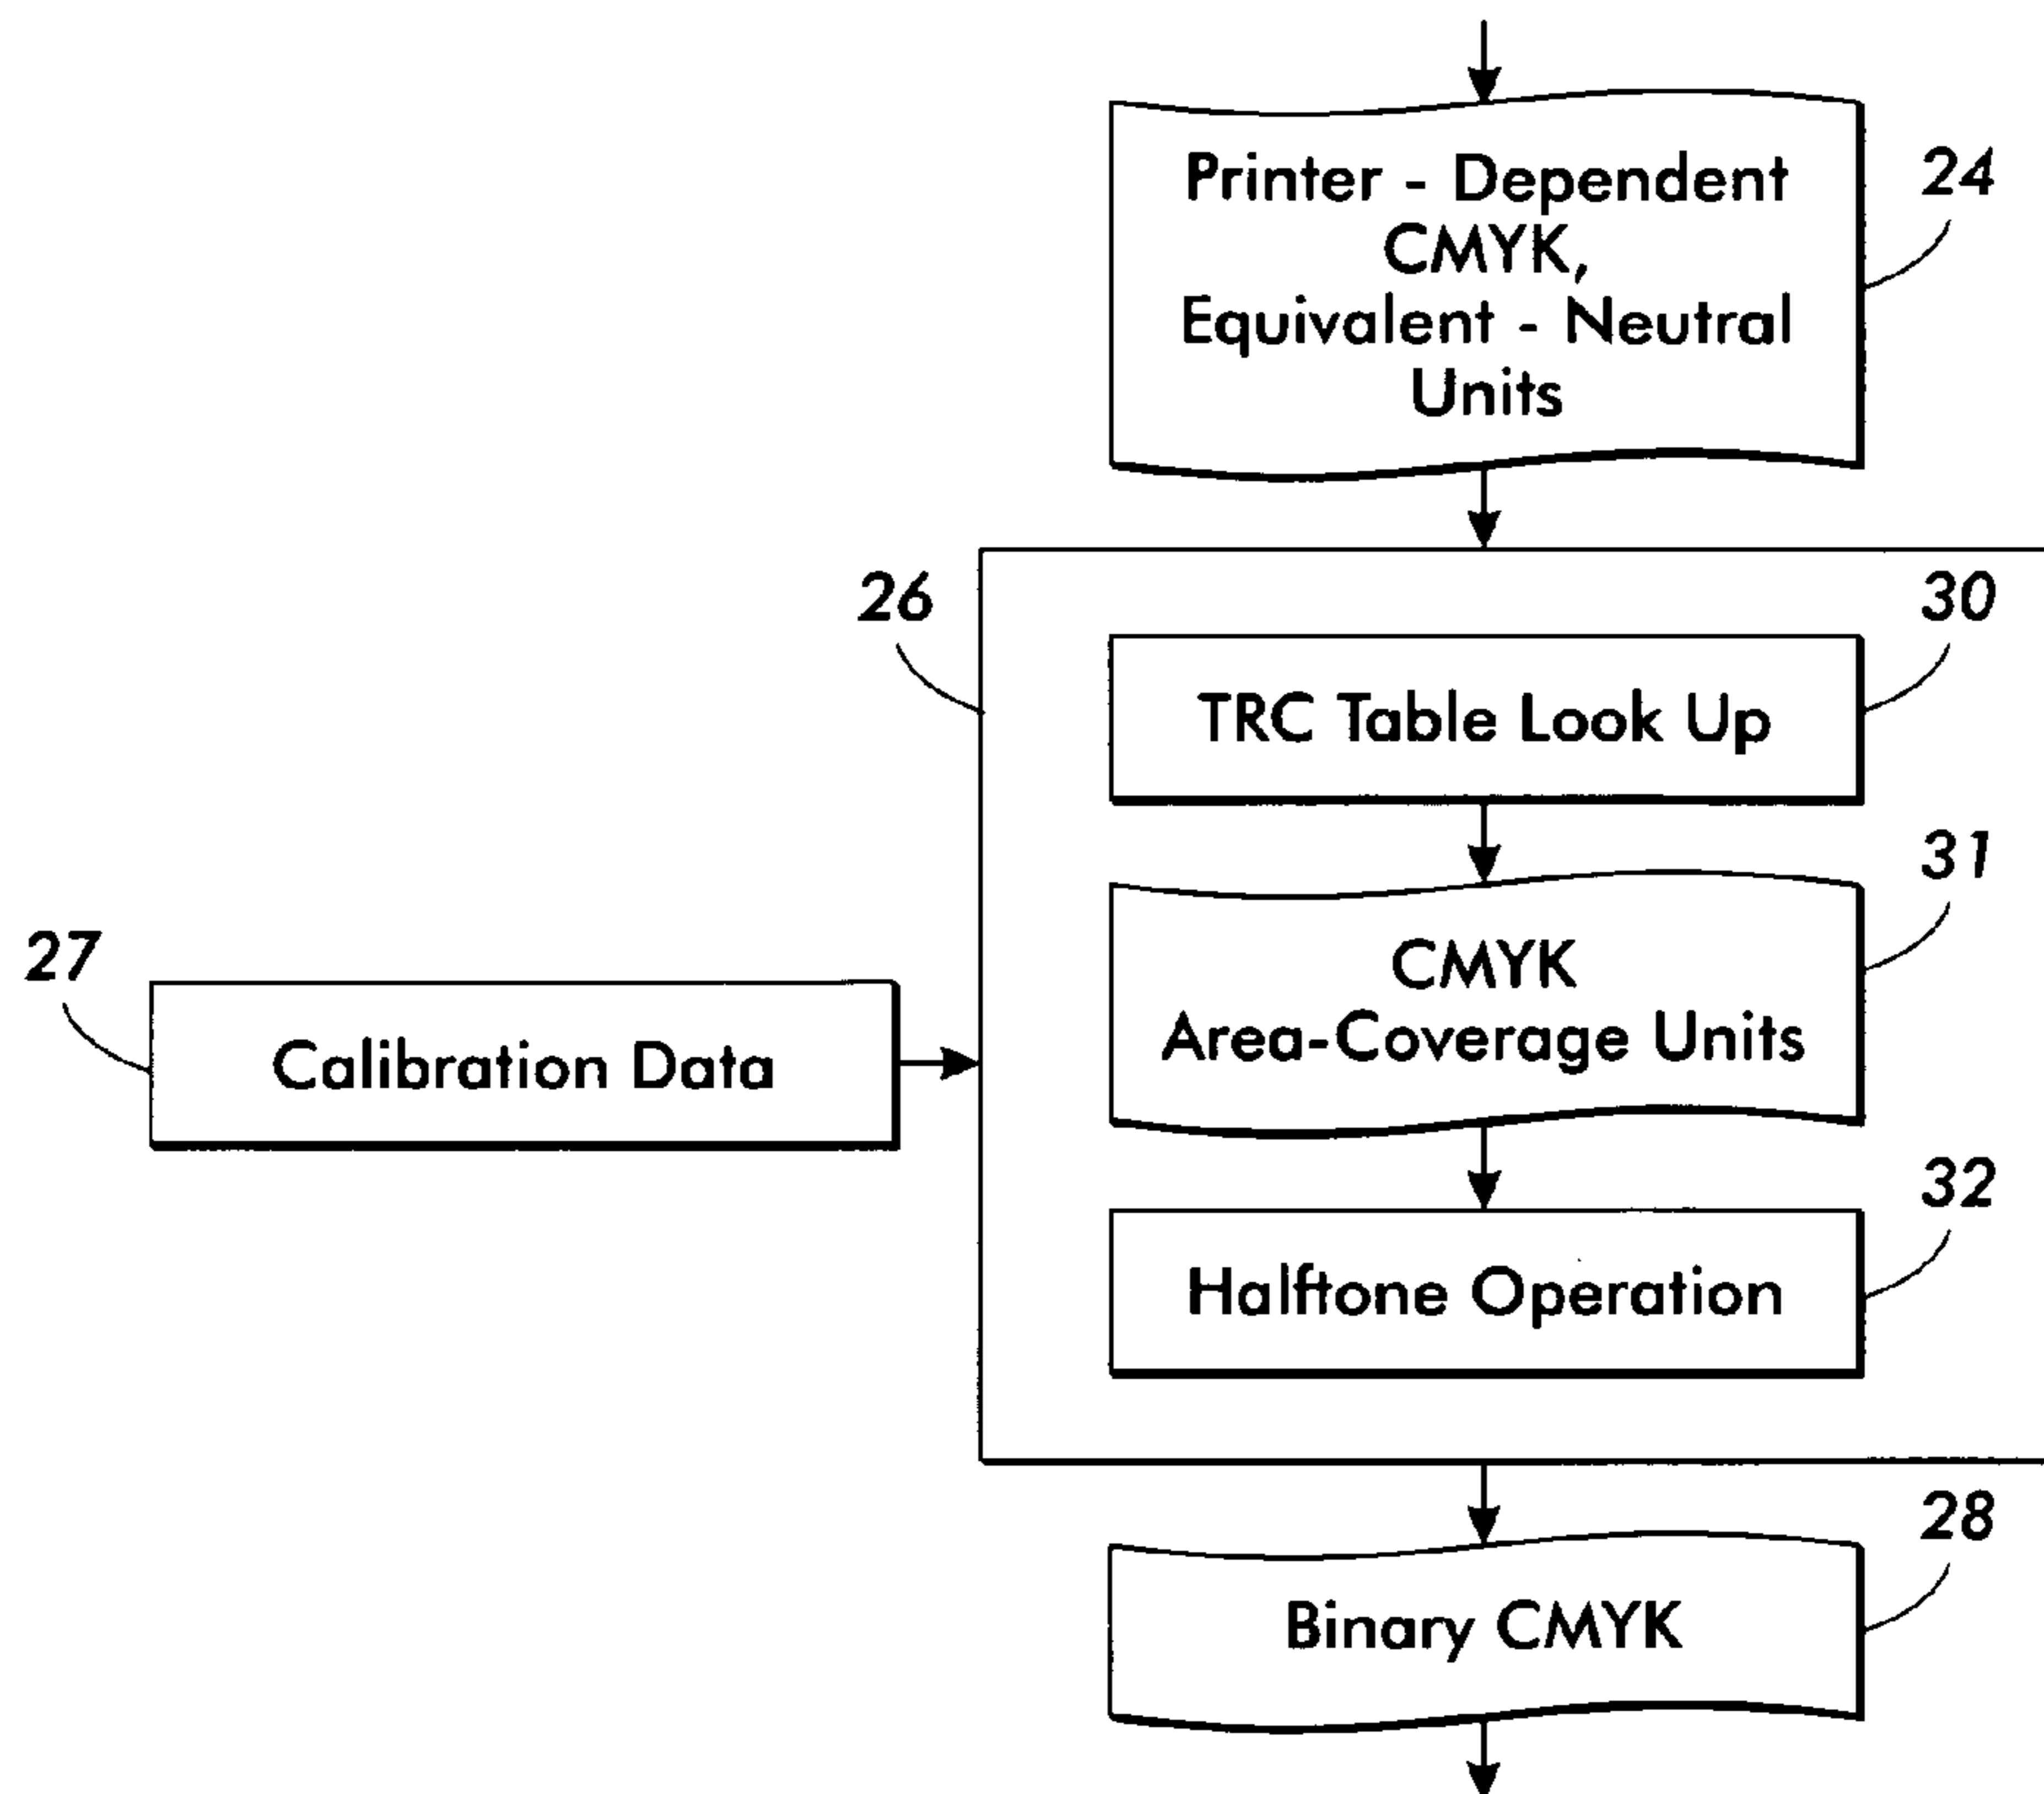 Printer - Dependent
CMYK,
Equivalent - Neutral
Units
24
26
30
TRC Table Look Up
31
CMYK
Area-Coverage Units
27
Calibration Data
32
Halftone Operation
28
Binary CMYK